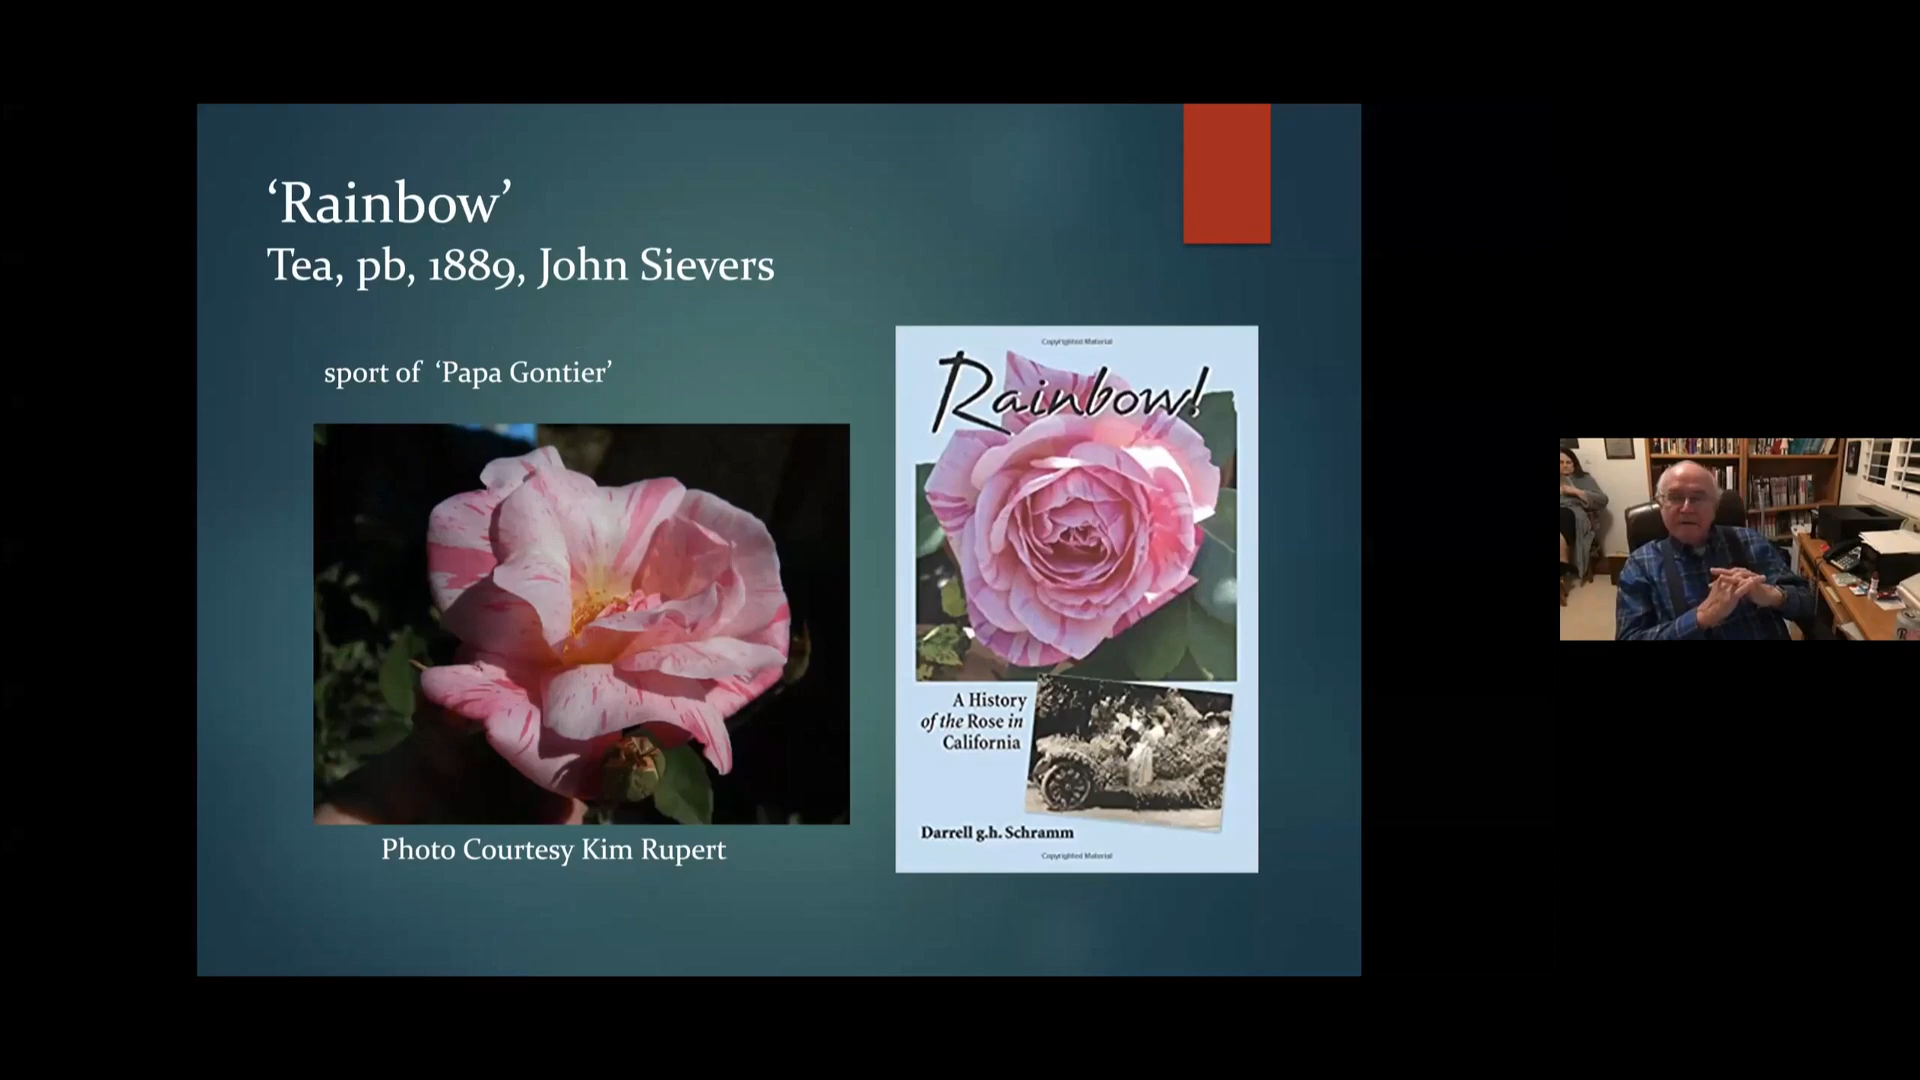 ‘Rainbow’
Tea, pb, 1889, John Sievers
sport of ‘Papa Gontier’
Photo Courtesy Kim Rupert
Copyrighted Material
Rainbow!
A History
of the Rose in
California
Darrell g.h. Schramm
Copyrighted Material